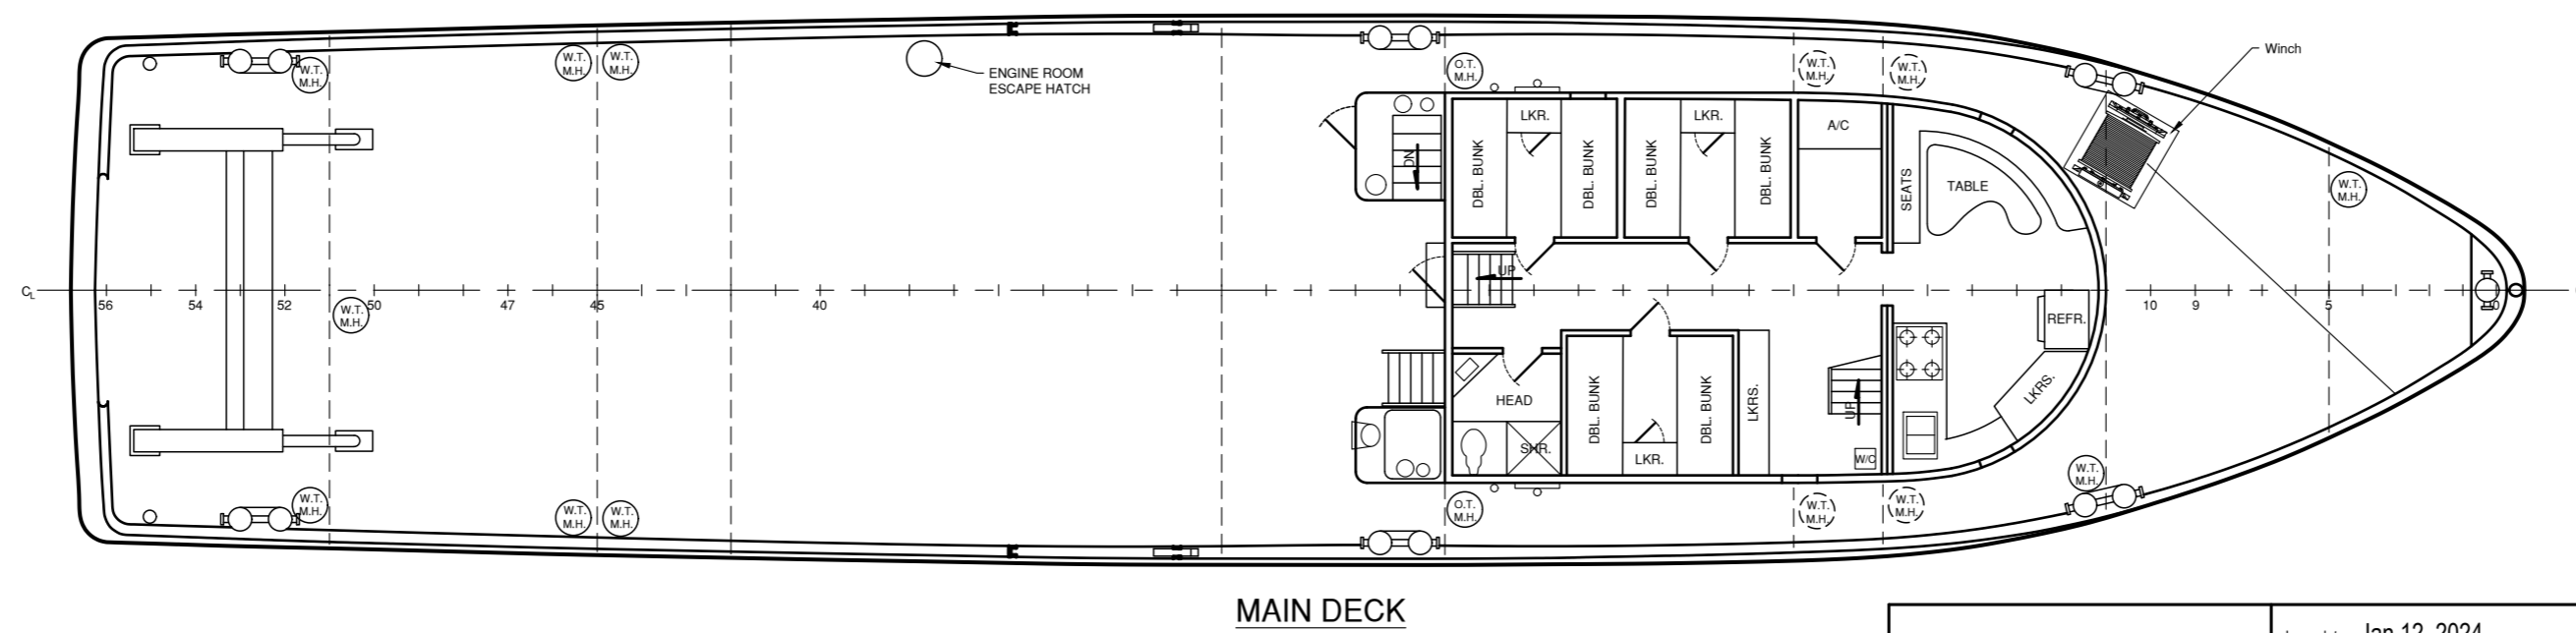 Winch
ENGINE ROOM
ESCAPE HATCH
W.T.
M.H.
W.T.
M.H.
W.T.
M.H.
O.T.
M.H.
W.T.
M.H.
W.T.
M.H.
W.T.
M.H.
DN
DBL. BUNK
LKR.
DBL. BUNK
DBL. BUNK
LKR.
DBL. BUNK
A/C
SEATS
TABLE
UP
CL
56
54
52
50
47
45
40
10
9
5
0
W.T.
M.H.
REFR.
HEAD
SHR.
DBL. BUNK
LKR.
DBL. BUNK
LKRS.
UP
W/C
LKRS.
W.T.
M.H.
W.T.
M.H.
W.T.
M.H.
O.T.
M.H.
W.T.
M.H.
W.T.
M.H.
W.T.
M.H.
MAIN DECK
Jan 12, 2024